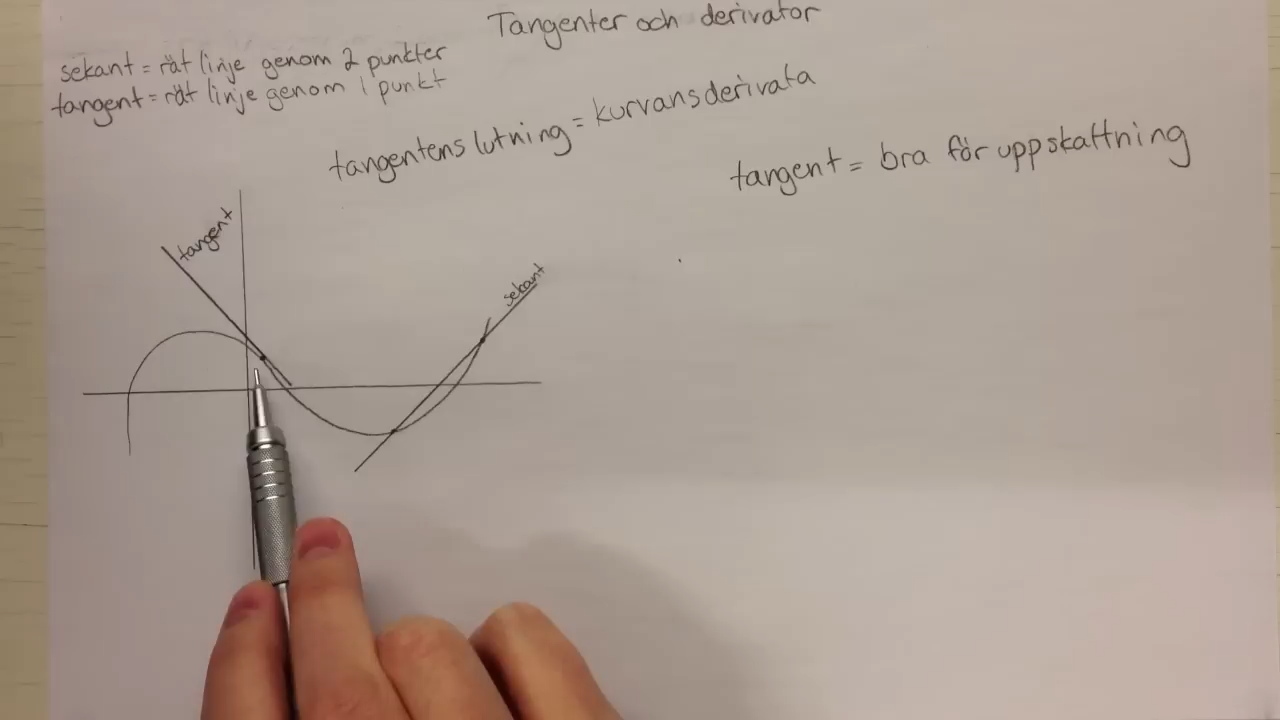 Tangenter och derivator
sekant = rät linje genom 2 punkter
tangent = rät linje genom 1 punkt
tangentens lutning = kurvans derivata
tangent = bra för uppskattning
tangent
sekant